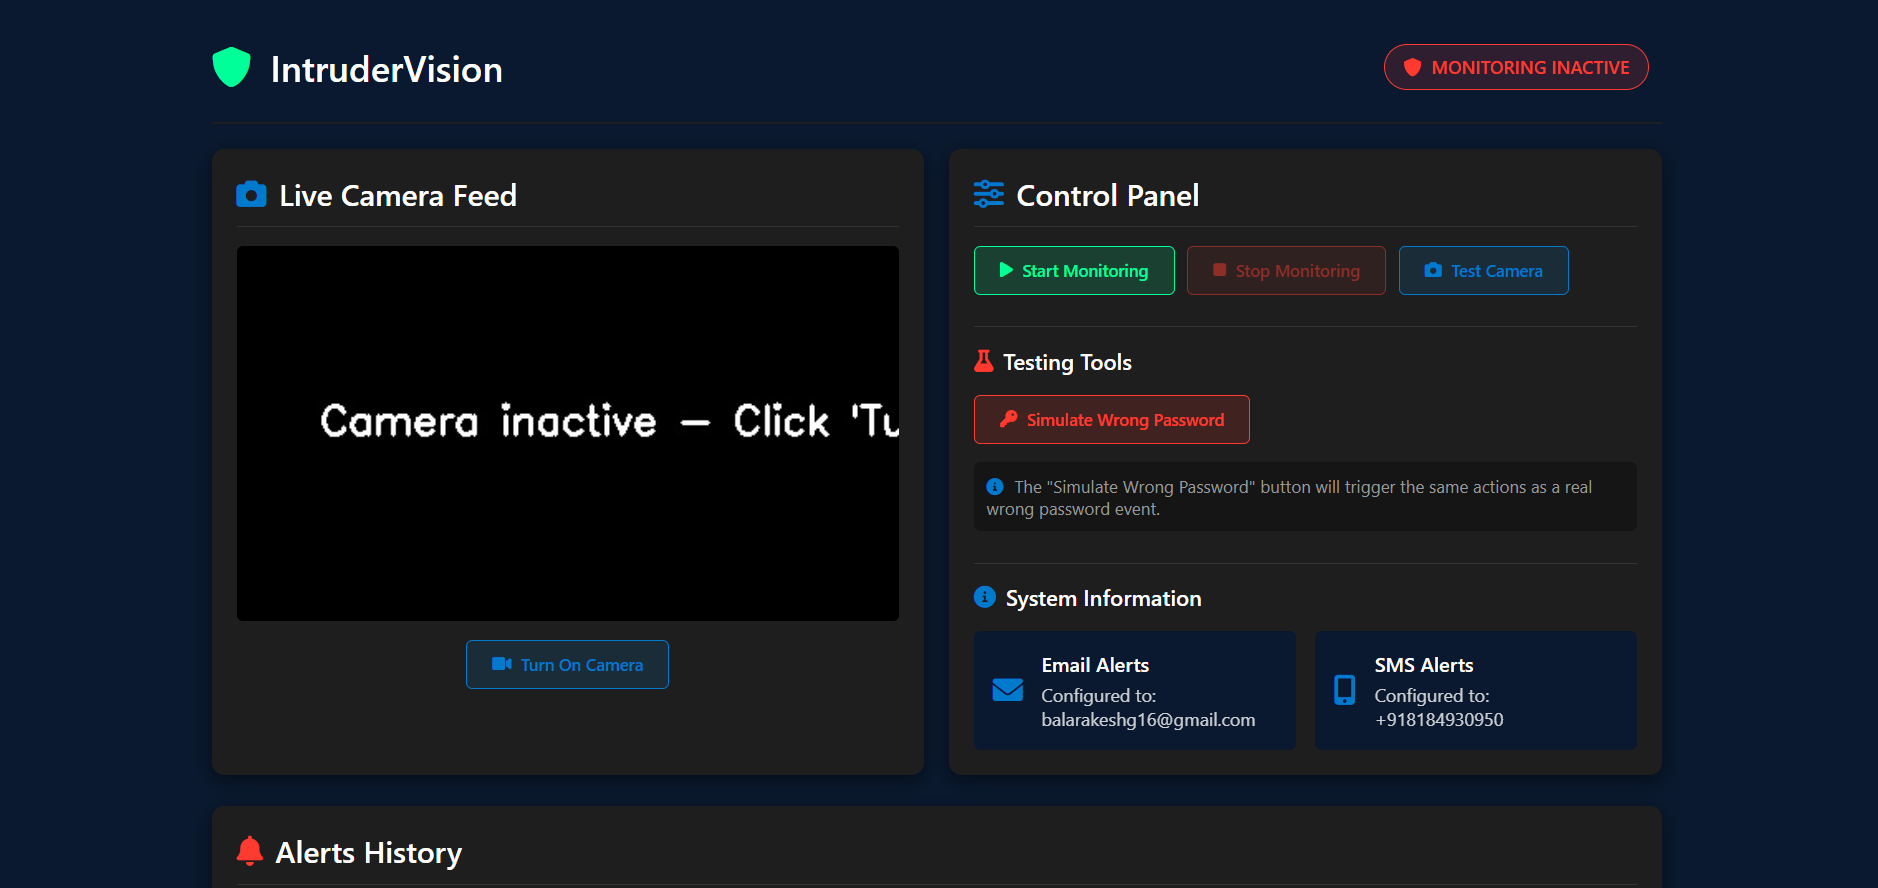 IntruderVision
MONITORING INACTIVE
Live Camera Feed
Camera inactive - Click 'Tu
Turn On Camera
Control Panel
Start Monitoring
Stop Monitoring
Test Camera
Testing Tools
Simulate Wrong Password
The "Simulate Wrong Password" button will trigger the same actions as a real
wrong password event.
System Information
Email Alerts
Configured to:
balarakeshg16@gmail.com
SMS Alerts
Configured to:
+918184930950
Alerts History